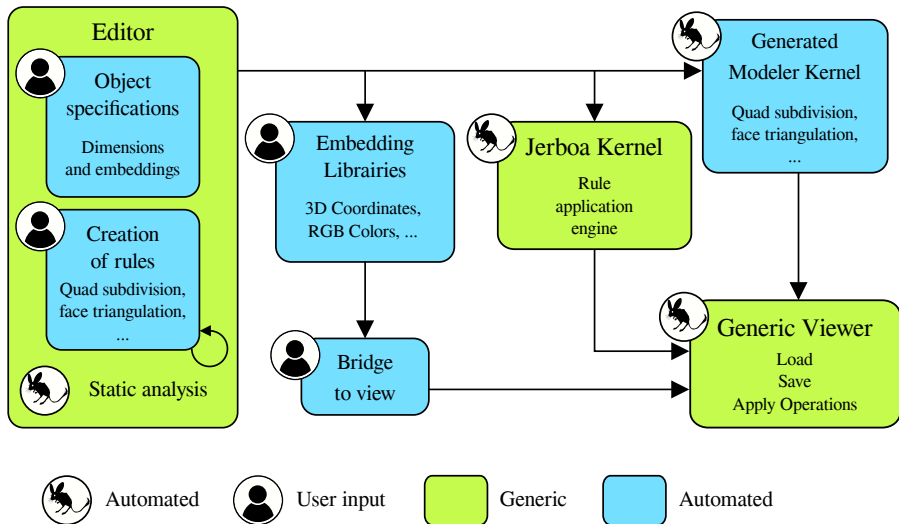 Editor
Object
specifications
Dimensions
and embeddings
Creation
of rules
Quad subdivision,
face triangulation,
...
Static analysis
Embedding
Librairies
3D Coordinates,
RGB Colors, ...
Bridge
to view
Jerboa Kernel
Rule
application
engine
Generated
Modeler Kernel
Quad subdivision,
face triangulation,
...
Generic Viewer
Load
Save
Apply Operations
Automated
User input
Generic
Automated